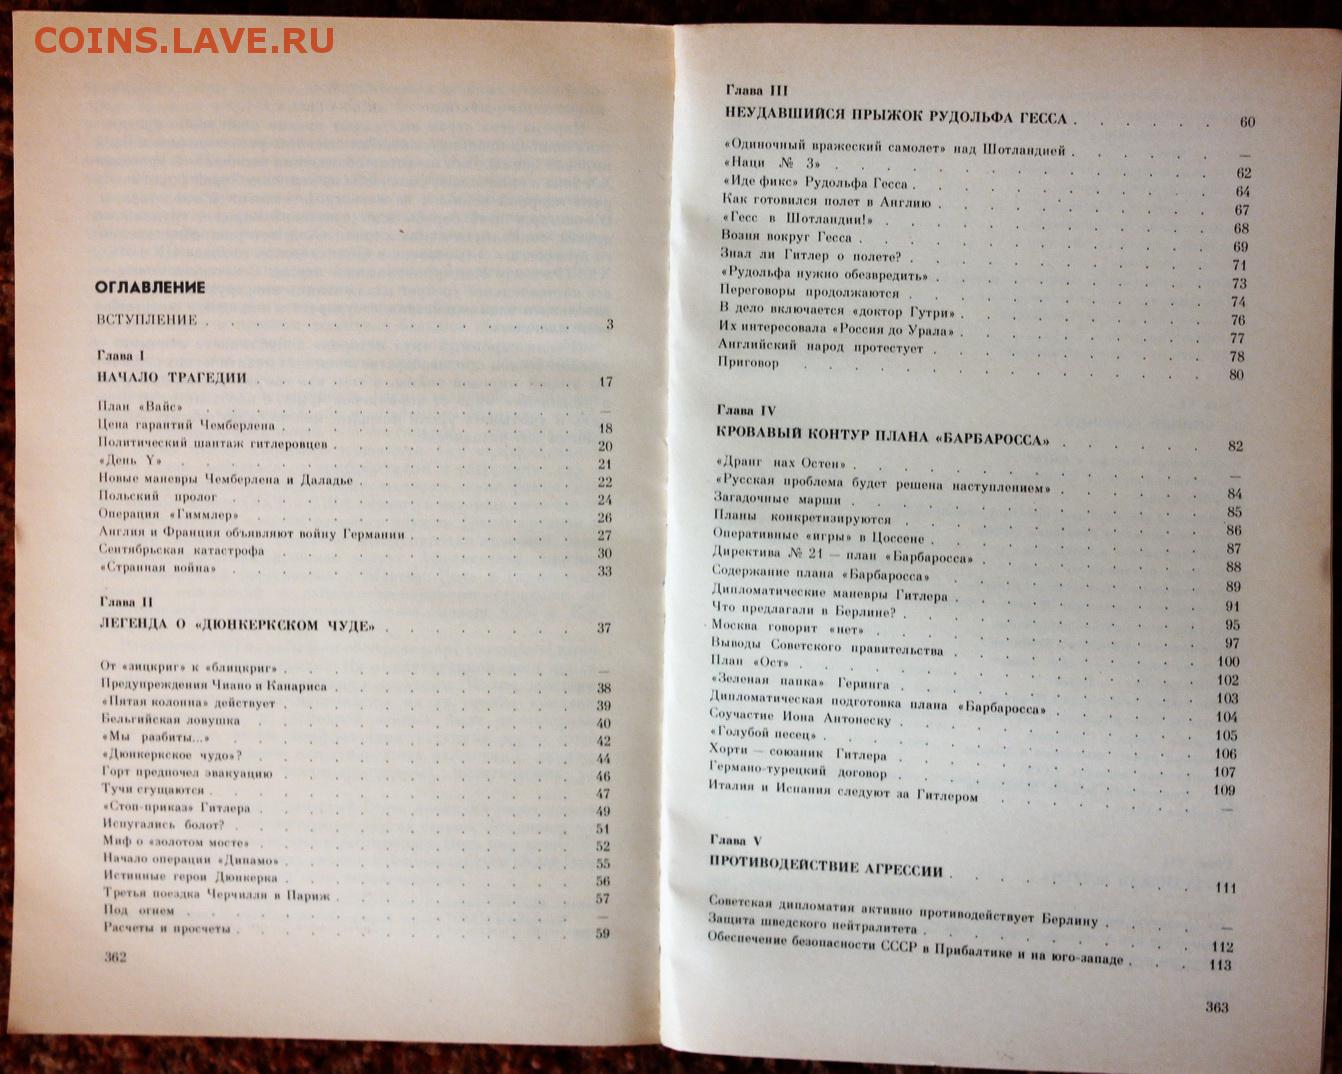 COINS.LAVE.RU
ОГЛАВЛЕНИЕ
ВСТУПЛЕНИЕ . . . 3
Глава I
НАЧАЛО ТРАГЕДИИ . . . 17
План «Вайс» . . . —
Цена гарантий Чемберлена . . . 18
Политический шантаж гитлеровцев . . . 20
«День Y» . . . 21
Новые маневры Чемберлена и Даладье . . . 22
Польский пролог . . . 24
Операция «Гиммлер» . . . 26
Англия и Франция объявляют войну Германии . . . 27
Сентябрьская катастрофа . . . 30
«Странная война» . . . 33
Глава II
ЛЕГЕНДА О «ДЮНКЕРКСКОМ ЧУДЕ» . . . 37
От «зицкриг» к «блицкриг» . . . —
Предупреждения Чиано и Канариса . . . 38
«Пятая колонна» действует . . . 39
Бельгийская ловушка . . . 40
«Мы разбиты...» . . . 42
«Дюнкеркское чудо»? . . . 44
Горт предпочел эвакуацию . . . 46
Тучи сгущаются . . . 47
«Стоп-приказ» Гитлера . . . 49
Испугались болот? . . . 51
Миф о «золотом мосте» . . . 52
Начало операции «Динамо» . . . 55
Истинные герои Дюнкерка . . . 56
Третья поездка Черчилля в Париж . . . 57
Под огнем . . . —
Расчеты и просчеты . . . 59
362
Глава III
НЕУДАВШИЙСЯ ПРЫЖОК РУДОЛЬФА ГЕССА . . . 60
«Одиночный вражеский самолет» над Шотландией . . . —
«Наци № 3» . . . 62
«Иде фикс» Рудольфа Гесса . . . 64
Как готовился полет в Англию . . . 67
«Гесс в Шотландии!» . . . 68
Возня вокруг Гесса . . . 69
Знал ли Гитлер о полете? . . . 71
«Рудольфа нужно обезвредить» . . . 73
Переговоры продолжаются . . . 74
В дело включается «доктор Гутри» . . . 76
Их интересовала «Россия до Урала» . . . 77
Английский народ протестует . . . 78
Приговор . . . 80
Глава IV
КРОВАВЫЙ КОНТУР ПЛАНА «БАРБАРОССА» . . . 82
«Дранг нах Остен» . . . —
«Русская проблема будет решена наступлением» . . . 84
Загадочные марши . . . 85
Планы конкретизируются . . . 86
Оперативные «игры» в Цоссене . . . 87
Директива № 21 — план «Барбаросса» . . . 88
Содержание плана «Барбаросса» . . . 89
Дипломатические маневры Гитлера . . . 91
Что предлагали в Берлине? . . . 95
Москва говорит «нет» . . . 97
Выводы Советского правительства . . . 100
План «Ост» . . . 102
«Зеленая папка» Геринга . . . 103
Дипломатическая подготовка плана «Барбаросса» . . . 104
Соучастие Иона Антонеску . . . 105
«Голубой песец» . . . 106
Хорти — союзник Гитлера . . . 107
Германо-турецкий договор . . . 109
Италия и Испания следуют за Гитлером . . . —
Глава V
ПРОТИВОДЕЙСТВИЕ АГРЕССИИ . . . 111
Советская дипломатия активно противодействует Берлину . . . —
Защита шведского нейтралитета . . . 112
Обеспечение безопасности СССР в Прибалтике и на юго-западе . . . 113
363